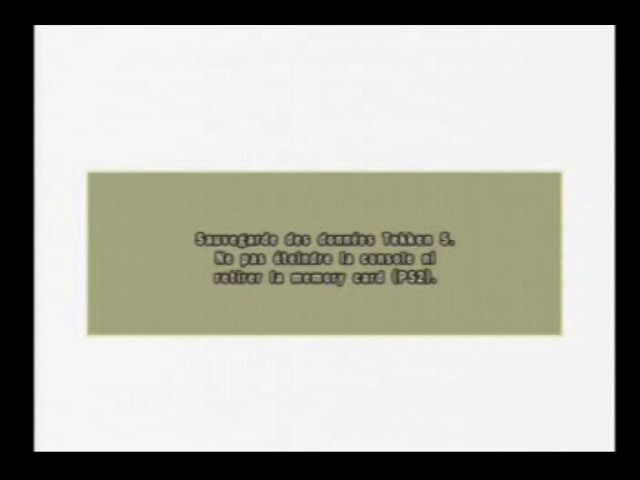 Sauvegarde des données Tekken 5.
Ne pas éteindre la console ni
retirer la memory card (PS2).